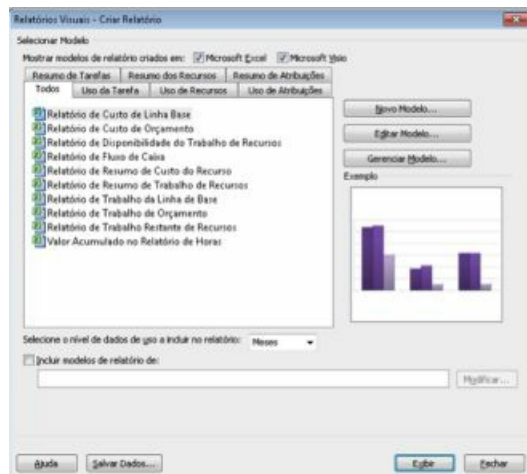 Relatórios Visuais - Criar Relatório
Selecionar Modelo
Mostrar modelos de relatório criados em: Microsoft Excel Microsoft Visio
Resumo de Tarefas Resumo dos Recursos Resumo de Atribuições
Todos Uso da Tarefa Uso de Recursos Uso de Atribuições
Relatório de Custo de Linha Base
Relatório de Custo de Orçamento
Relatório de Disponibilidade do Trabalho de Recursos
Relatório de Fluxo de Caixa
Relatório de Resumo de Custo do Recurso
Relatório de Resumo de Trabalho de Recursos
Relatório de Trabalho da Linha de Base
Relatório de Trabalho de Orçamento
Relatório de Trabalho Restante de Recursos
Valor Acumulado no Relatório de Horas
Novo Modelo...
Editar Modelo...
Gerenciar Modelo...
Exemplo
Selecione o nível de dados de uso a incluir no relatório: Meses
Incluir modelos de relatório de:
Modificar...
Ajuda Salvar Dados... Exibir Fechar